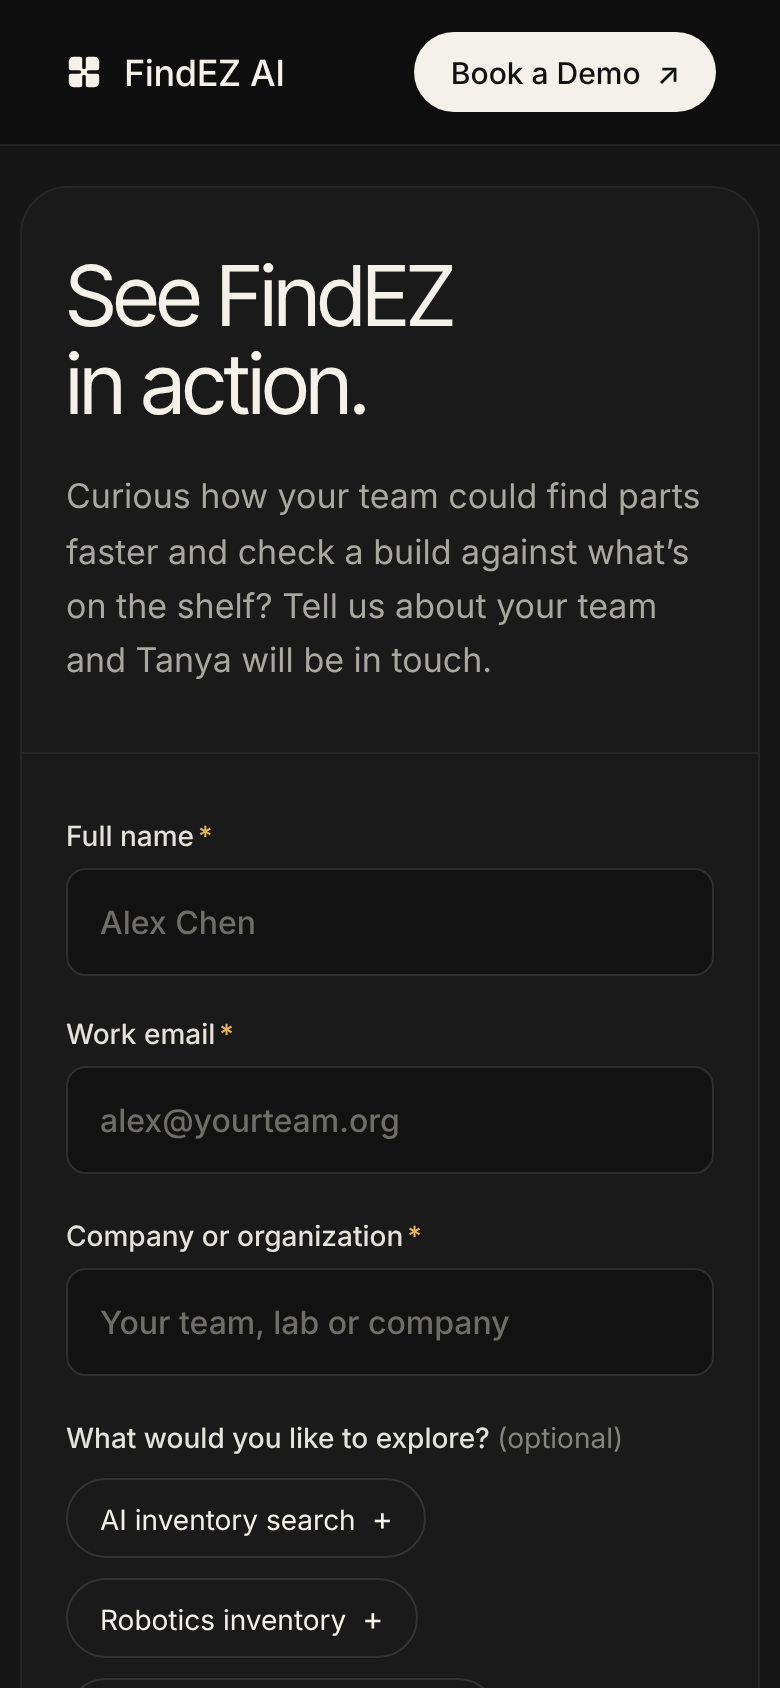 FindEZ AI
Book a Demo ↗
See FindEZ
in action.
Curious how your team could find parts
faster and check a build against what’s
on the shelf? Tell us about your team
and Tanya will be in touch.
Full name *
Alex Chen
Work email *
alex@yourteam.org
Company or organization *
Your team, lab or company
What would you like to explore? (optional)
AI inventory search +
Robotics inventory +